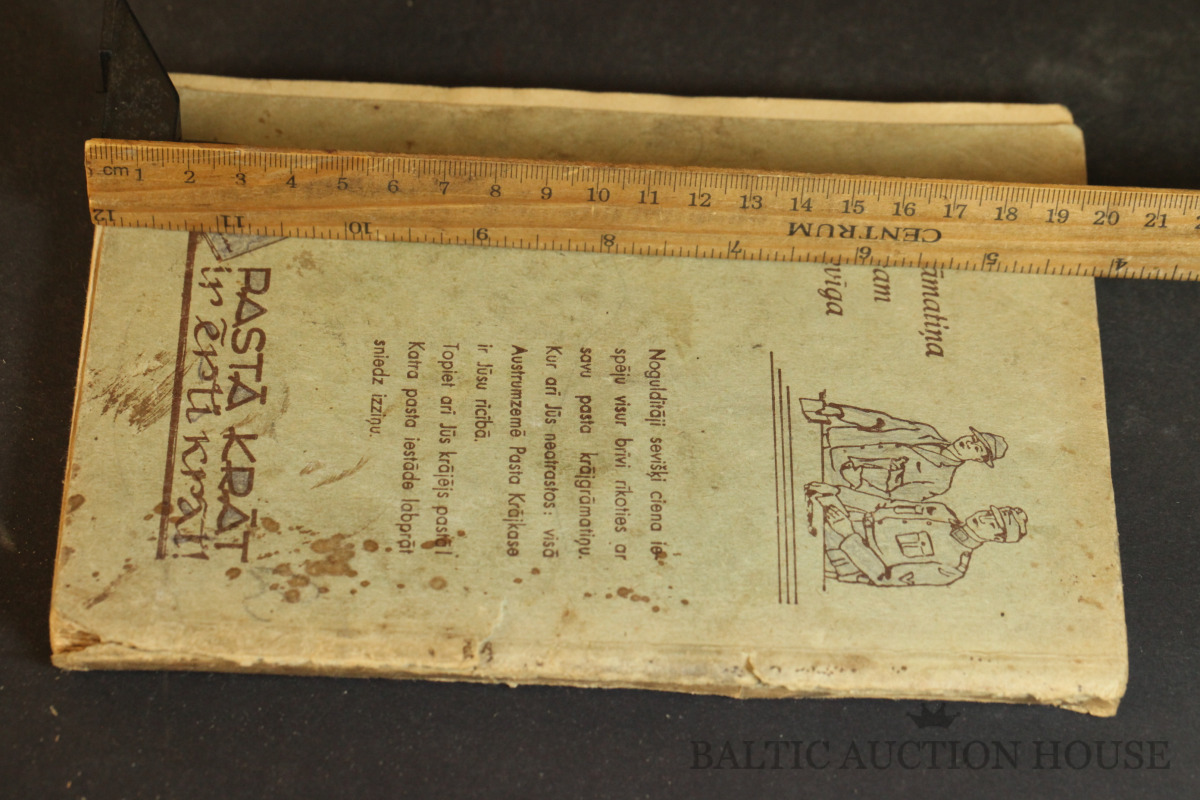 cm 1 2 3 4 5 6 7 8 9 10 11 12 13 14 15 16 17 18 19 20 21
12 11 10 9 8 7 6 5 4
CENTRUM
āmatiņa
am
vīga
Noguldītāji sevišķi ciena ie-
spēju visur brīvi rīkoties ar
savu pasta krājgrāmatiņu.
Kur arī Jūs neatrastos: visā
Austrumzemē Pasta Krājkase
ir Jūsu rīcībā.
Topiet arī Jūs krājējs pastā!
Katra pasta iestāde labprāt
sniedz izziņu.
PASTĀ KRĀT
ir ērti krāt!
BALTIC AUCTION HOUSE